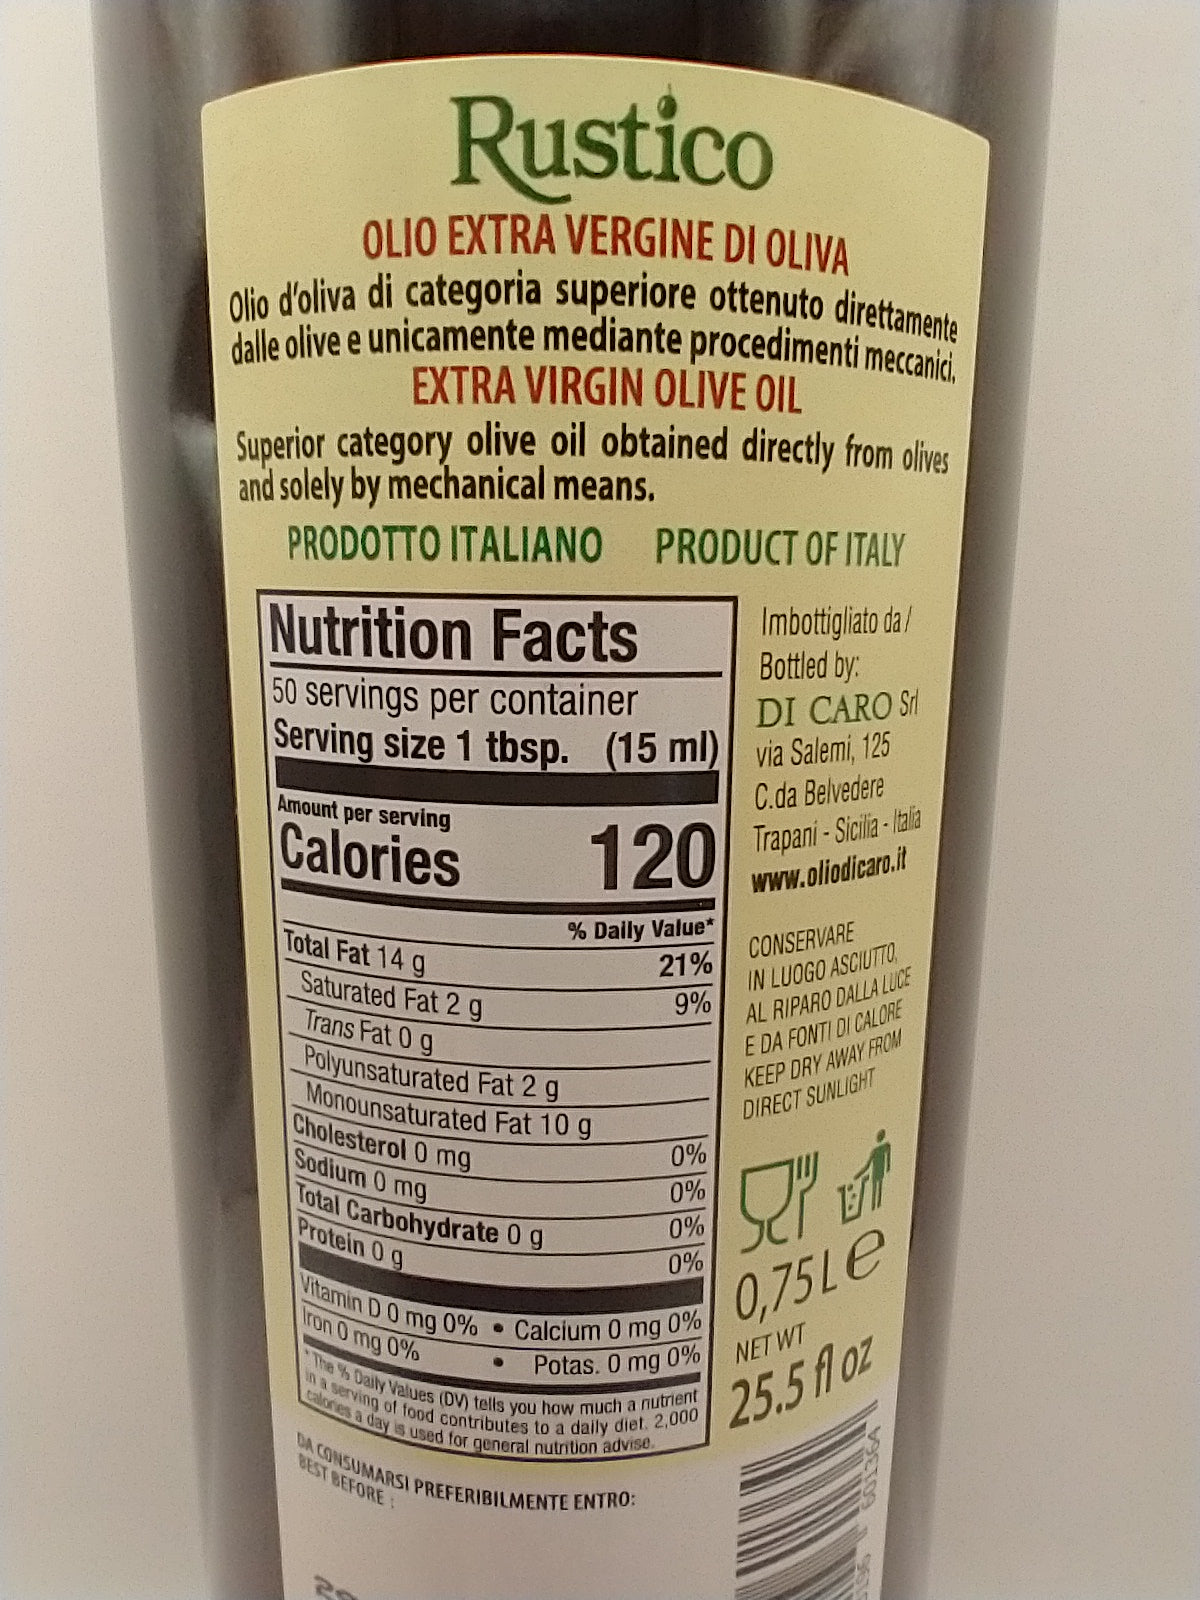 Rustico
OLIO EXTRA VERGINE DI OLIVA
Olio d'oliva di categoria superiore ottenuto direttamente
dalle olive e unicamente mediante procedimenti meccanici.
EXTRA VIRGIN OLIVE OIL
Superior category olive oil obtained directly from olives
and solely by mechanical means.
PRODOTTO ITALIANO PRODUCT OF ITALY
Nutrition Facts
50 servings per container
Serving size 1 tbsp. (15 ml)
Amount per serving
Calories 120
% Daily Value*
Total Fat 14 g 21%
Saturated Fat 2 g 9%
Trans Fat 0 g
Polyunsaturated Fat 2 g
Monounsaturated Fat 10 g
Cholesterol 0 mg 0%
Sodium 0 mg 0%
Total Carbohydrate 0 g 0%
Protein 0 g 0%
Vitamin D 0 mg 0% • Calcium 0 mg 0%
Iron 0 mg 0% • Potas. 0 mg 0%
*The % Daily Values (DV) tells you how much a nutrient
in a serving of food contributes to a daily diet. 2,000
calories a day is used for general nutrition advise.
Imbottigliato da /
Bottled by:
DI CARO Srl
via Salemi, 125
C.da Belvedere
Trapani - Sicilia - Italia
www.oliodicaro.it
CONSERVARE
IN LUOGO ASCIUTTO,
AL RIPARO DALLA LUCE
E DA FONTI DI CALORE
KEEP DRY AWAY FROM
DIRECT SUNLIGHT
0,75 L e
NET WT
25.5 fl oz
DA CONSUMARSI PREFERIBILMENTE ENTRO:
BEST BEFORE :
601364